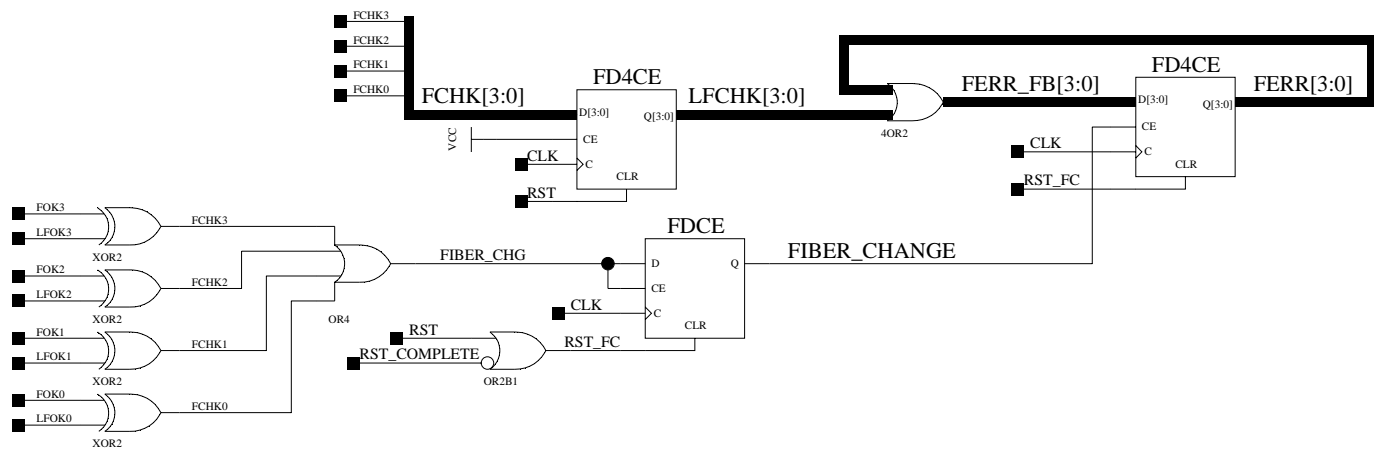 FCHK3
FCHK2
FCHK1
FCHK0
FCHK[3:0]
FD4CE
D[3:0]
Q[3:0]
CE
C
CLR
VCC
CLK
RST
LFCHK[3:0]
4OR2
FERR_FB[3:0]
FD4CE
D[3:0]
Q[3:0]
CE
C
CLR
CLK
RST_FC
FERR[3:0]
FOK3
LFOK3
XOR2
FCHK3
FOK2
LFOK2
XOR2
FCHK2
FOK1
LFOK1
XOR2
FCHK1
FOK0
LFOK0
XOR2
FCHK0
OR4
FIBER_CHG
FDCE
D
Q
CE
C
CLR
CLK
FIBER_CHANGE
RST
RST_COMPLETE
OR2B1
RST_FC